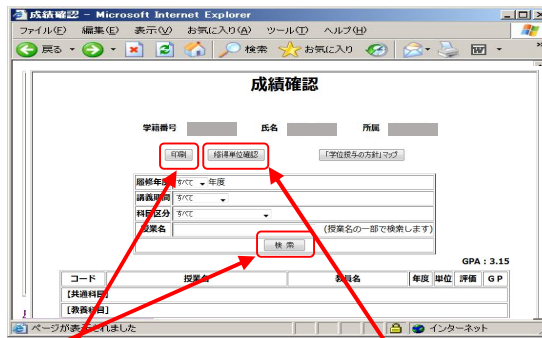 成績確認 - Microsoft Internet Explorer
ファイル(F) 編集(E) 表示(V) お気に入り(A) ツール(T) ヘルプ(H)
戻る 検索 お気に入り
成績確認
学籍番号 氏名 所属
印刷 修得単位確認 「学位授与の方針」マップ
履修年度 すべて 年度
講義期間 すべて
科目区分 すべて
授業名 (授業名の一部で検索します)
検 索
GPA : 3.15
コード 授業名 教員名 年度 単位 評価 G P
[共通科目]
[教養科目]
ページが表示されました インターネット